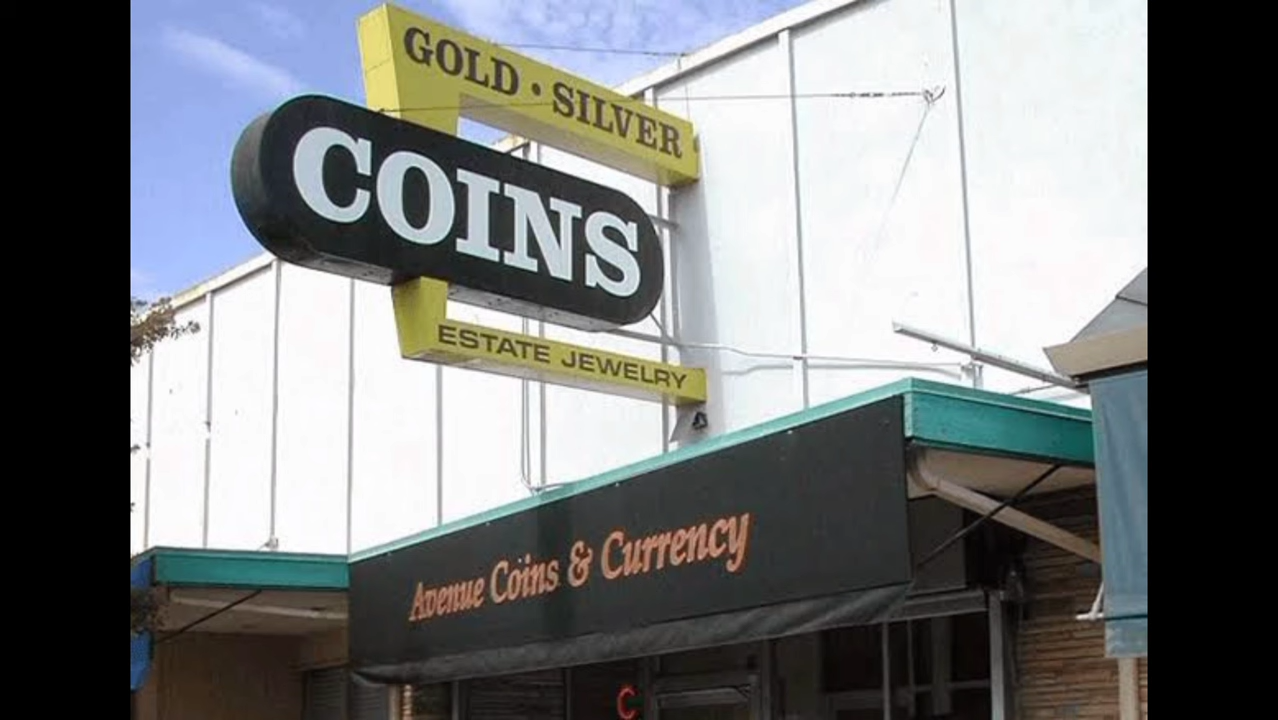 GOLD • SILVER
COINS
ESTATE JEWELRY
Avenue Coins & Currency
C